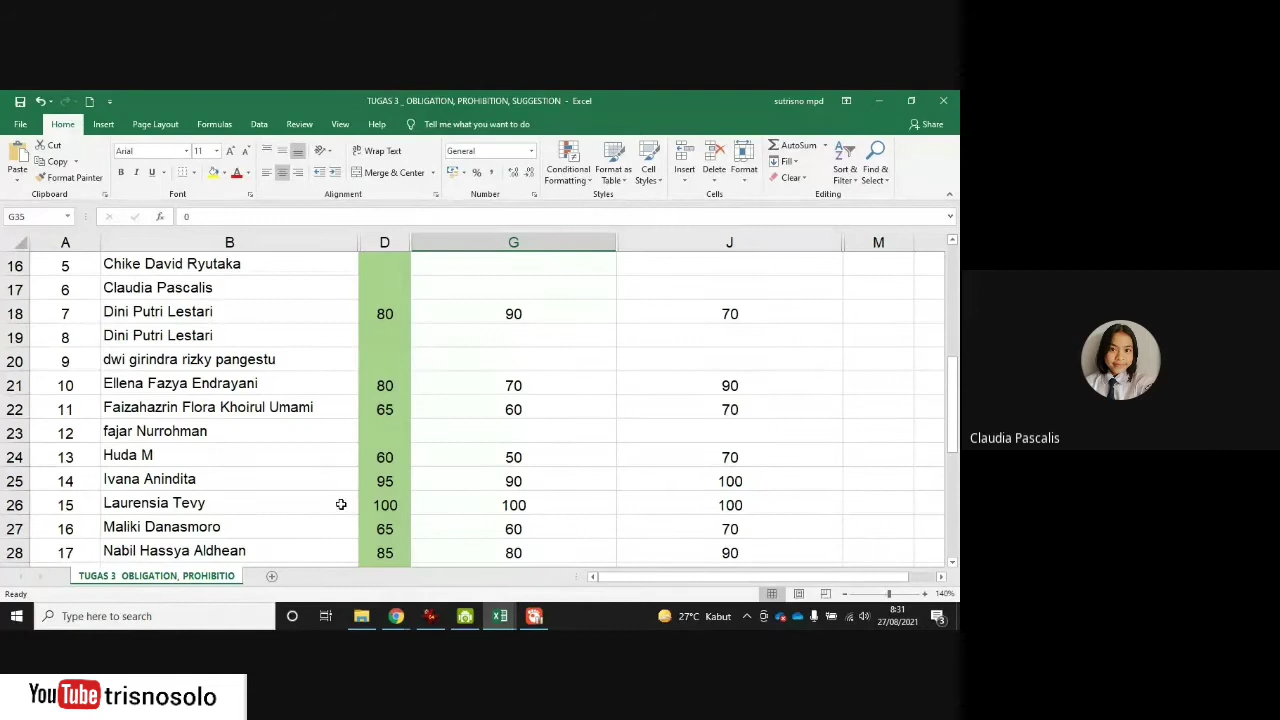 TUGAS 3 _ OBLIGATION, PROHIBITION, SUGGESTION - Excel
sutrisno mpd
File Home Insert Page Layout Formulas Data Review View Help Tell me what you want to do Share
Paste
Cut
Copy
Format Painter
Clipboard
Arial 11
B I U
Font
Wrap Text
Merge & Center
Alignment
General
Number
Conditional Formatting
Format as Table
Cell Styles
Styles
Insert
Delete
Format
Cells
AutoSum
Fill
Clear
Sort & Filter
Find & Select
Editing
G35 fx 0
A B D G J M
16 5 Chike David Ryutaka
17 6 Claudia Pascalis
18 7 Dini Putri Lestari 80 90 70
19 8 Dini Putri Lestari
20 9 dwi girindra rizky pangestu
21 10 Ellena Fazya Endrayani 80 70 90
22 11 Faizahazrin Flora Khoirul Umami 65 60 70
23 12 fajar Nurrohman
24 13 Huda M 60 50 70
25 14 Ivana Anindita 95 90 100
26 15 Laurensia Tevy 100 100 100
27 16 Maliki Danasmoro 65 60 70
28 17 Nabil Hassya Aldhean 85 80 90
TUGAS 3 OBLIGATION, PROHIBITIO
Ready
140%
Type here to search
27°C Kabut
8:31
27/08/2021
3
Claudia Pascalis
YouTube trisnosolo